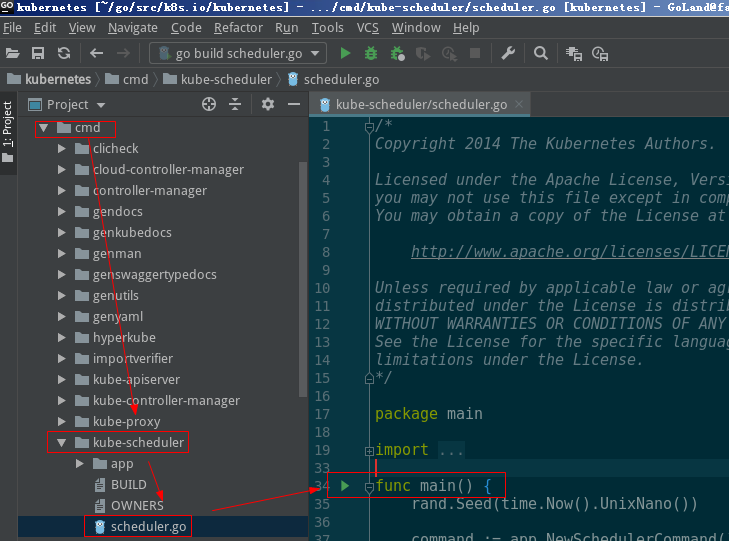 GO kubernetes [~/go/src/k8s.io/kubernetes] - .../cmd/kube-scheduler/scheduler.go [kubernetes] - GoLand@fa
File Edit View Navigate Code Refactor Run Tools VCS Window Help
go build scheduler.go
kubernetes cmd kube-scheduler scheduler.go
1: Project
Project
cmd
clicheck
cloud-controller-manager
controller-manager
gendocs
genkubedocs
genman
genswaggertypedocs
genutils
genyaml
hyperkube
importverifier
kube-apiserver
kube-controller-manager
kube-proxy
kube-scheduler
app
BUILD
OWNERS
scheduler.go
kube-scheduler/scheduler.go
1 /*
2 Copyright 2014 The Kubernetes Authors.
3
4 Licensed under the Apache License, Versi
5 you may not use this file except in comp
6 You may obtain a copy of the License at
7
8 http://www.apache.org/licenses/LICEN
9
10 Unless required by applicable law or agr
11 distributed under the License is distrib
12 WITHOUT WARRANTIES OR CONDITIONS OF ANY
13 See the License for the specific languag
14 limitations under the License.
15 */
16
17 package main
18
19 import ...
33
34 func main() {
35 rand.Seed(time.Now().UnixNano())
36
37 command := app.NewSchedulerCommand(